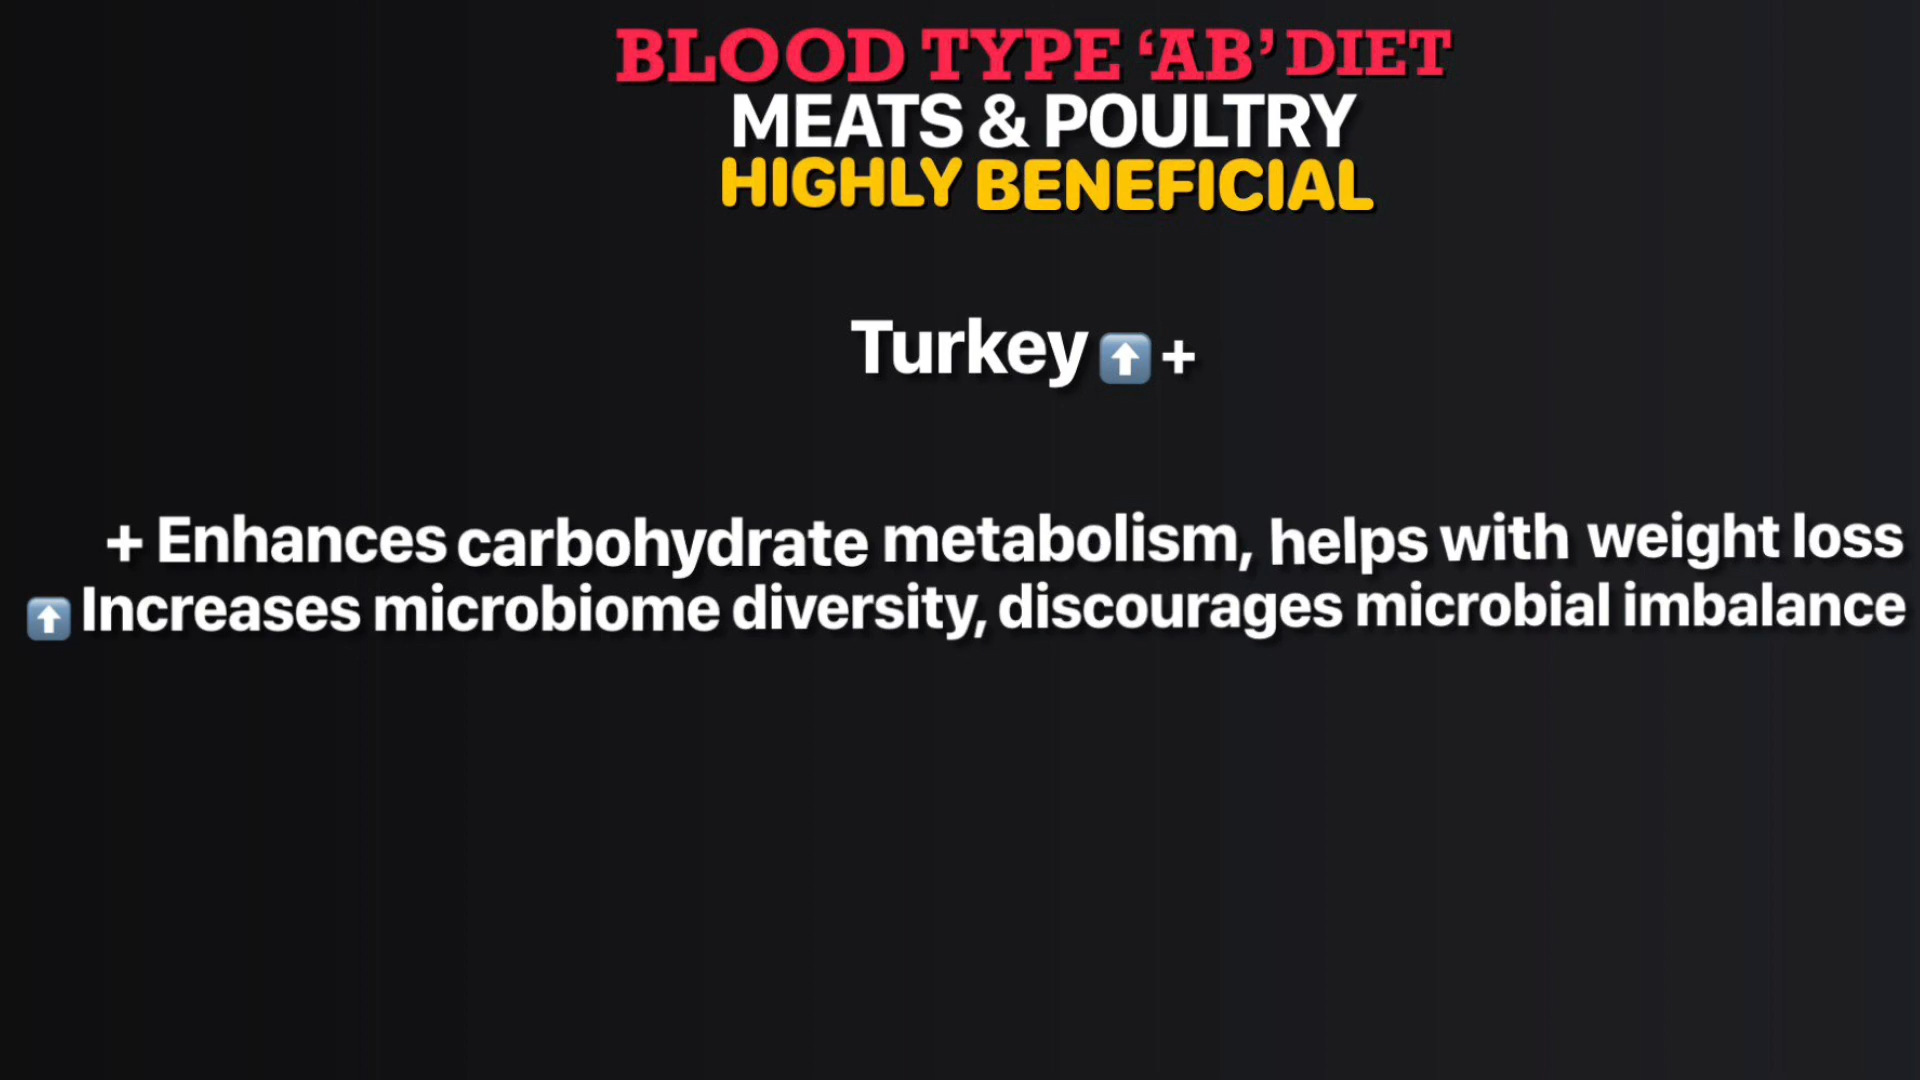 BLOOD TYPE ‘AB’ DIET
MEATS & POULTRY
HIGHLY BENEFICIAL
Turkey ⬆️ +
+ Enhances carbohydrate metabolism, helps with weight loss
⬆️ Increases microbiome diversity, discourages microbial imbalance